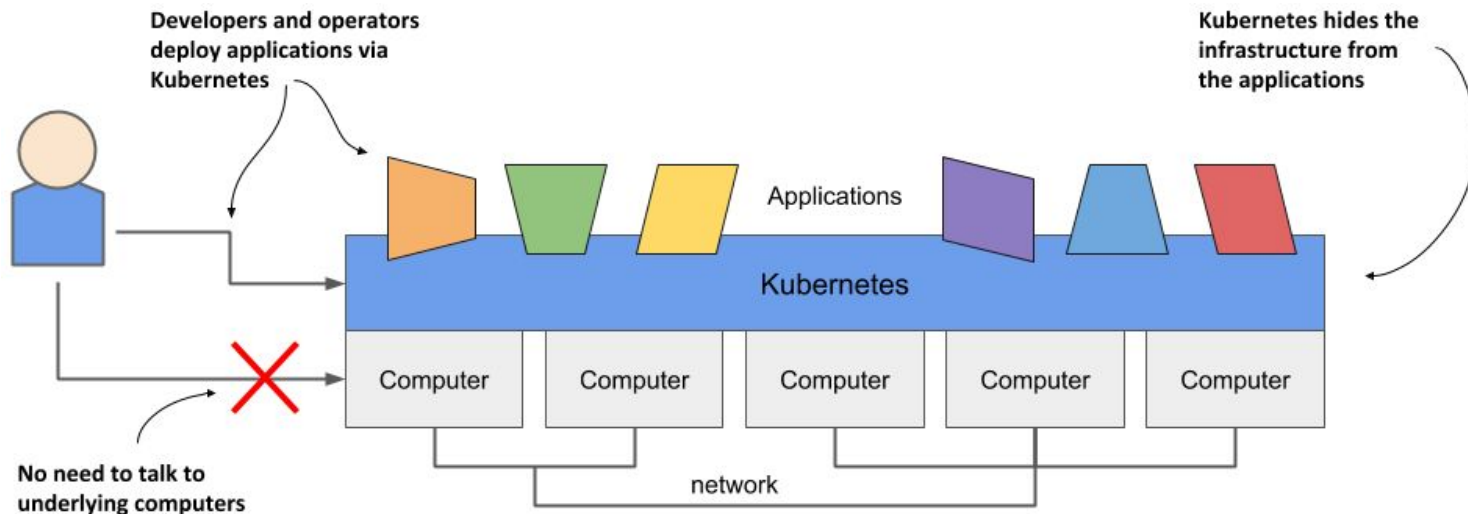 Developers and operators
deploy applications via
Kubernetes
Kubernetes hides the
infrastructure from
the applications
Applications
Kubernetes
Computer
Computer
Computer
Computer
Computer
No need to talk to
underlying computers
network